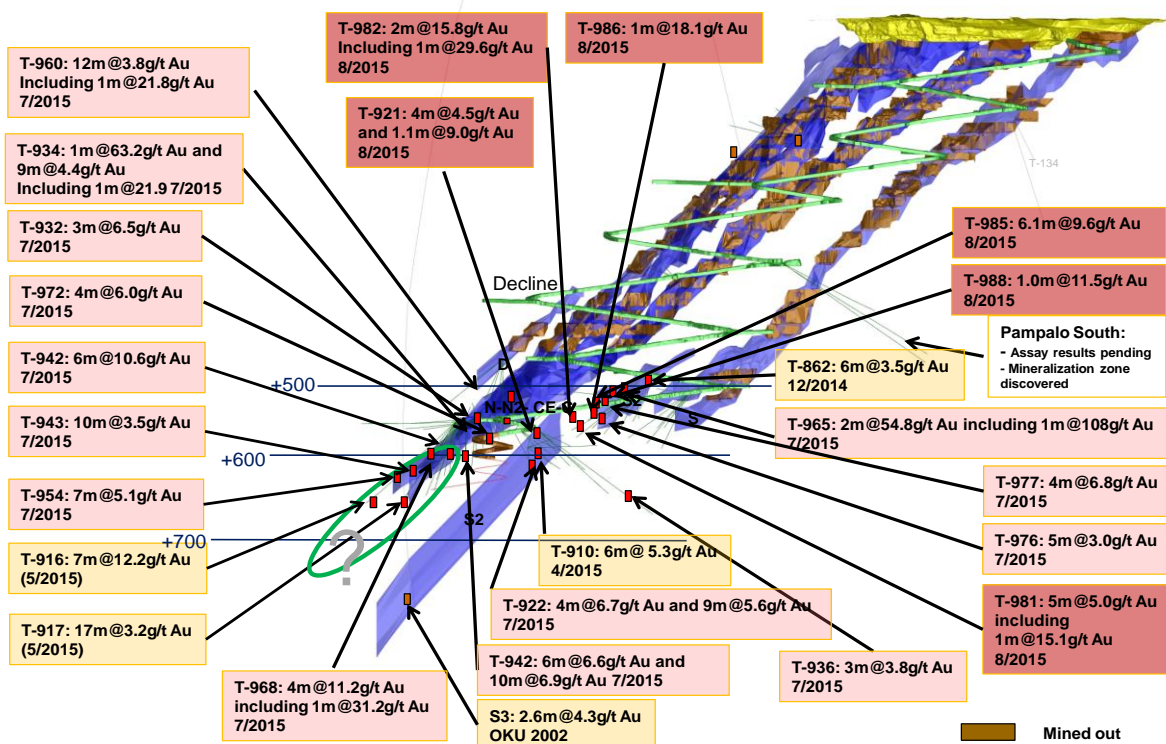 T-982: 2m@15.8g/t Au
Including 1m@29.6g/t Au
8/2015
T-986: 1m@18.1g/t Au
8/2015
T-960: 12m@3.8g/t Au
Including 1m@21.8g/t Au
7/2015
T-921: 4m@4.5g/t Au
and 1.1m@9.0g/t Au
8/2015
T-934: 1m@63.2g/t Au and
9m@4.4g/t Au
Including 1m@21.9 7/2015
T-134
T-932: 3m@6.5g/t Au
7/2015
T-985: 6.1m@9.6g/t Au
8/2015
T-972: 4m@6.0g/t Au
7/2015
Decline
T-988: 1.0m@11.5g/t Au
8/2015
Pampalo South:
- Assay results pending
- Mineralization zone
discovered
T-942: 6m@10.6g/t Au
7/2015
D
T-862: 6m@3.5g/t Au
12/2014
+500
N-N2- CE-C
S2
S
T-943: 10m@3.5g/t Au
7/2015
T-965: 2m@54.8g/t Au including 1m@108g/t Au
7/2015
+600
T-954: 7m@5.1g/t Au
7/2015
T-977: 4m@6.8g/t Au
7/2015
S2
+700
?
T-916: 7m@12.2g/t Au
(5/2015)
T-910: 6m@ 5.3g/t Au
4/2015
T-976: 5m@3.0g/t Au
7/2015
T-922: 4m@6.7g/t Au and 9m@5.6g/t Au
7/2015
T-981: 5m@5.0g/t Au
including
1m@15.1g/t Au
8/2015
T-917: 17m@3.2g/t Au
(5/2015)
T-968: 4m@11.2g/t Au
including 1m@31.2g/t Au
7/2015
T-942: 6m@6.6g/t Au and
10m@6.9g/t Au 7/2015
T-936: 3m@3.8g/t Au
7/2015
S3: 2.6m@4.3g/t Au
OKU 2002
Mined out